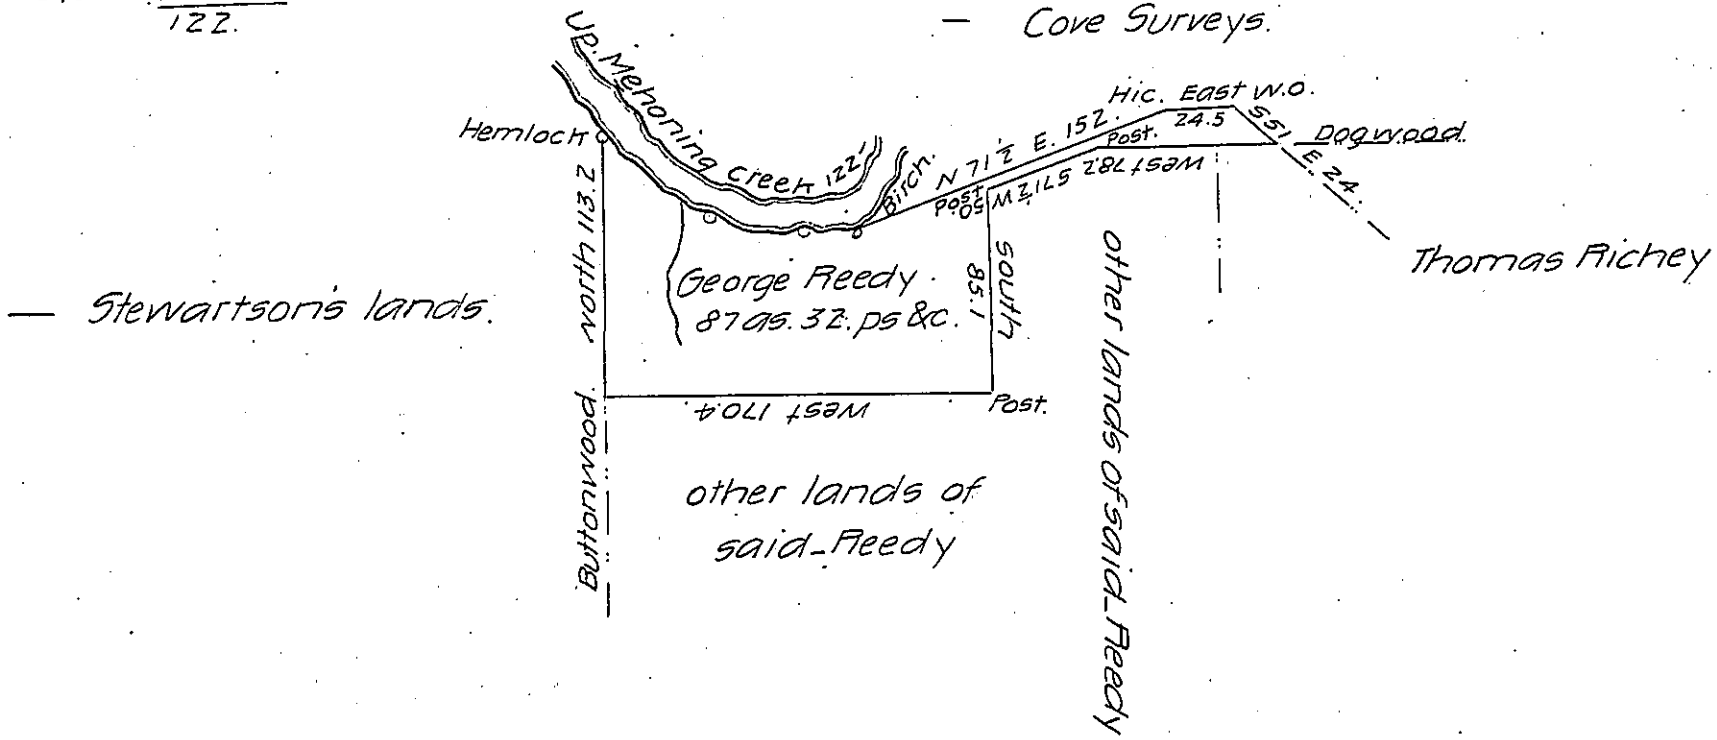 122.
— Cove Surveys.
Up. Mehoning Creek 122'
Hemlock
Birch.
N 71½ E. 152.
Hic. East W.O.
24.5
Post.
S51 E. 24.
Dogwood.
Post
S71½ W 50.
West 78.2
North 113.2
South
85.1
George Reedy.
87 as. 32. ps &c.
Thomas Richey
— Stewartson's lands.
West 170.4
Post.
Buttonwood.
other lands of
said Reedy
other lands of said Reedy